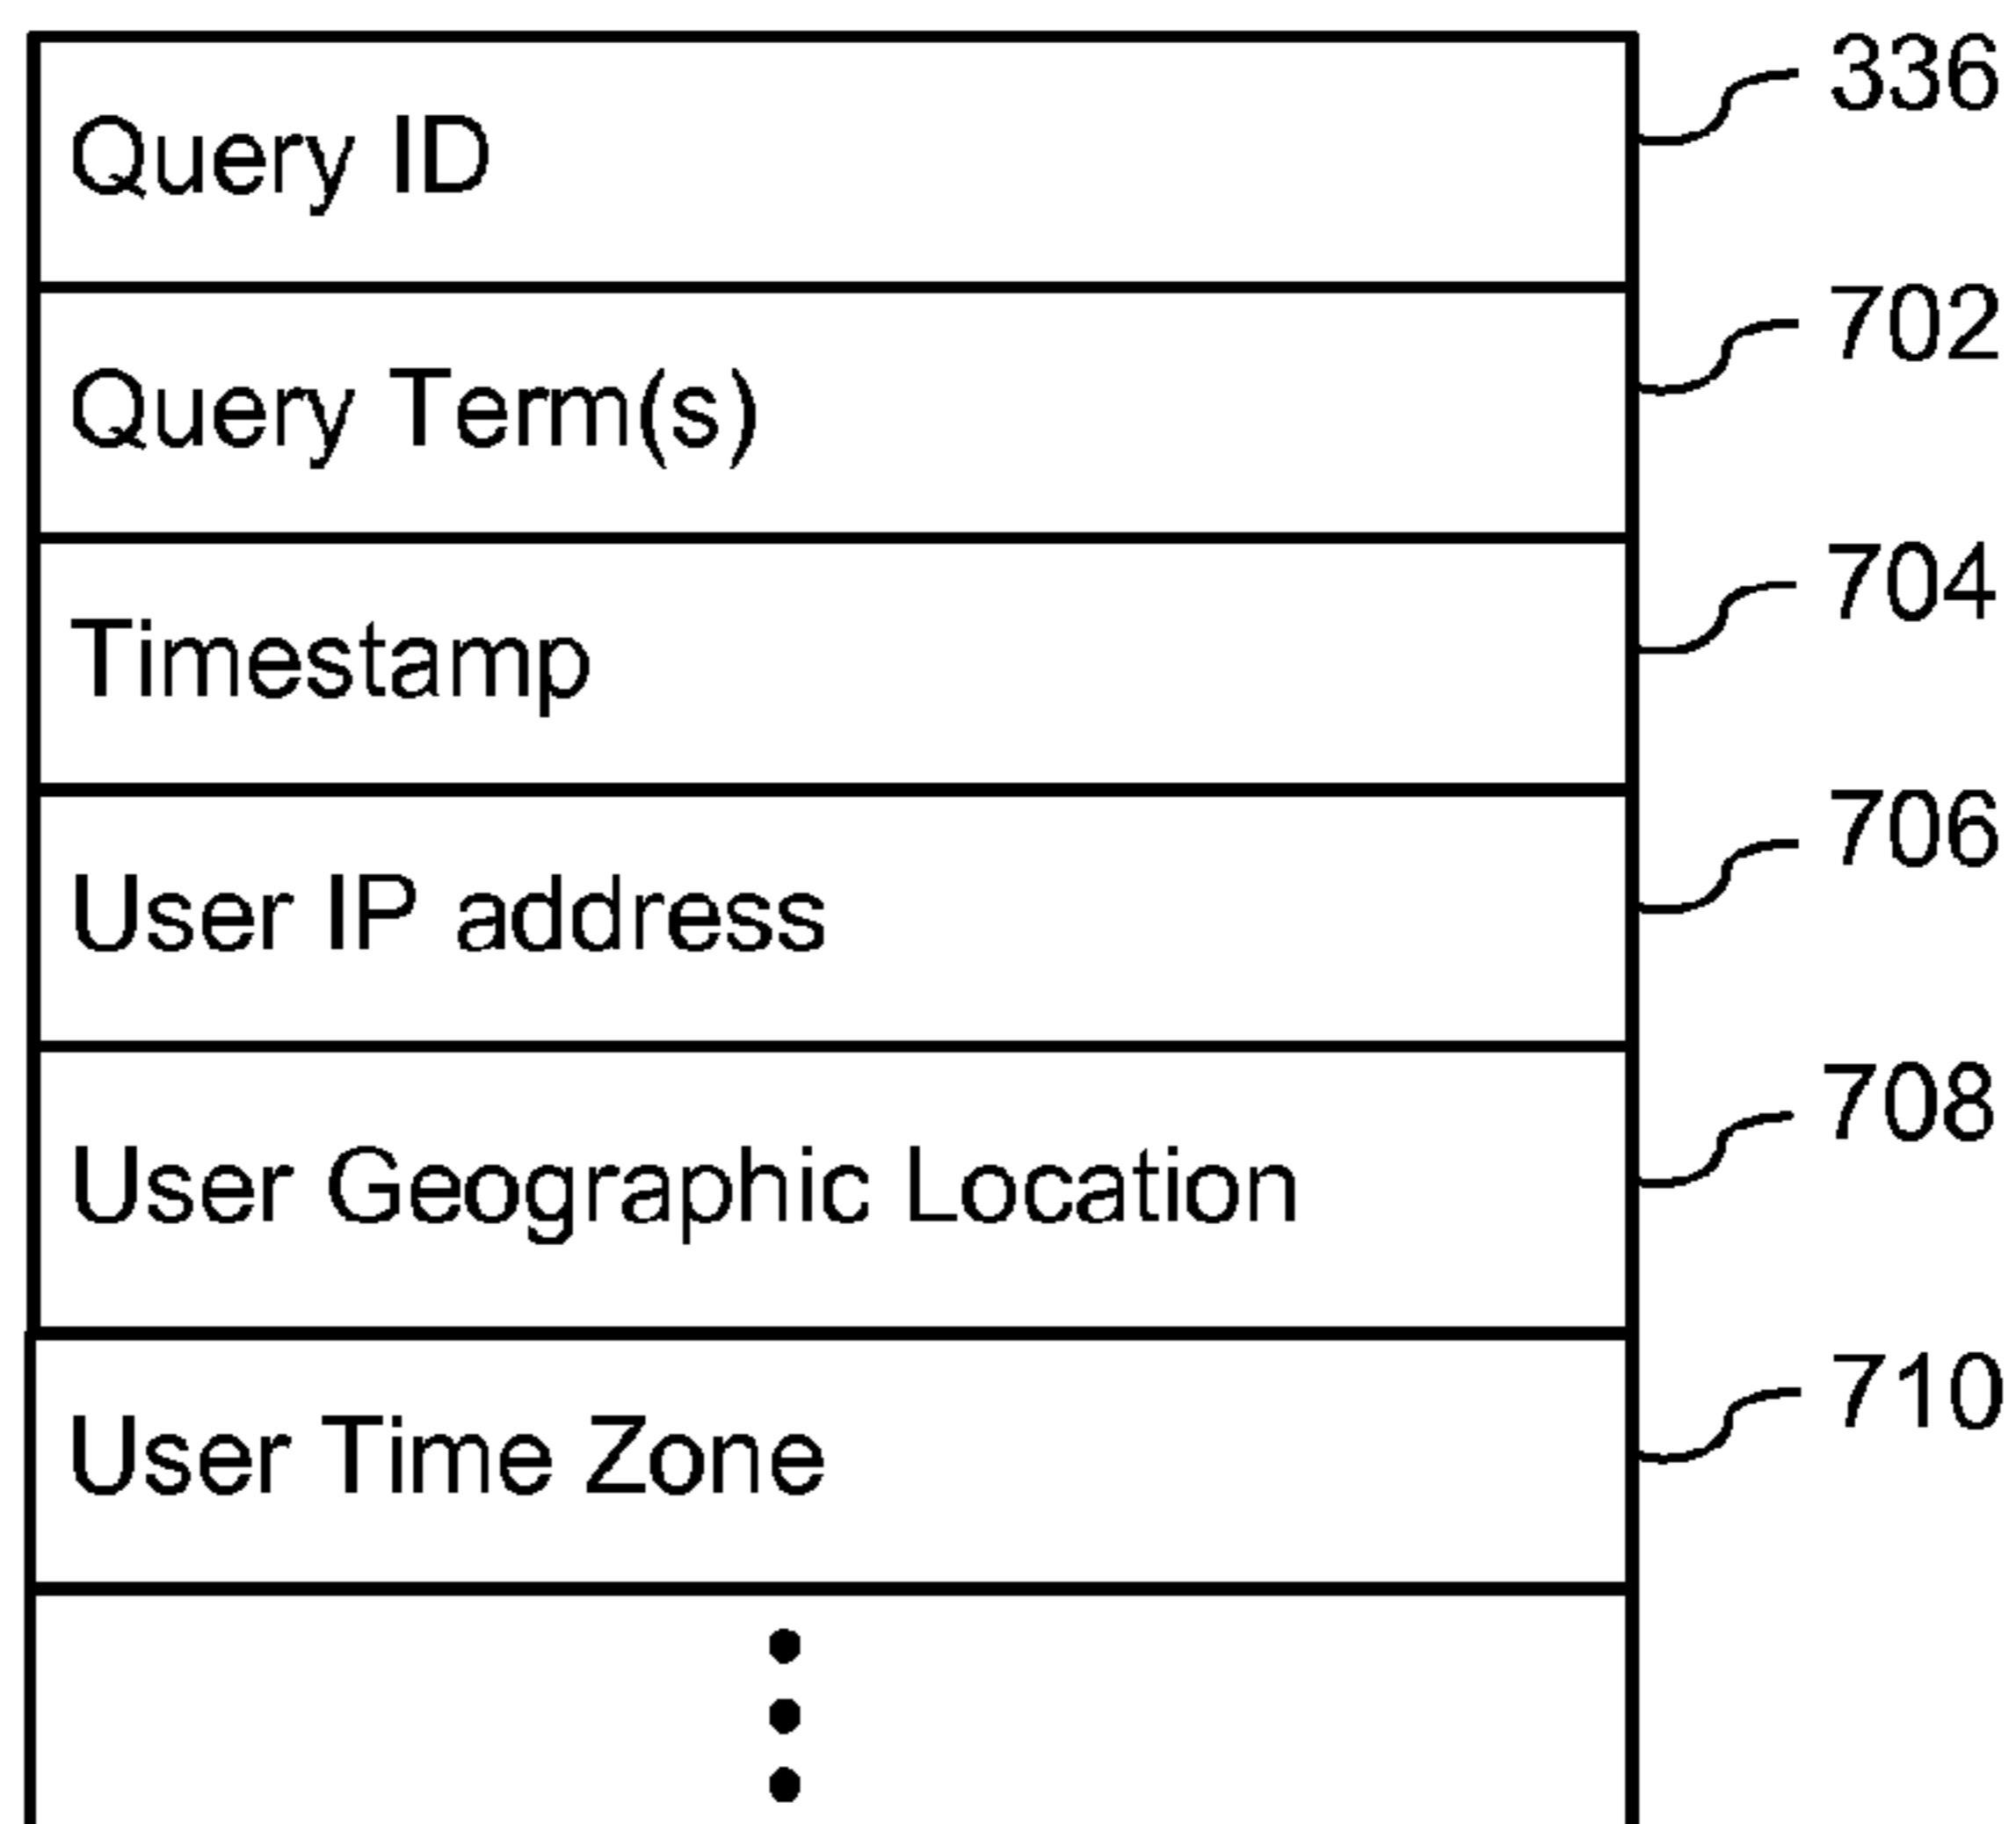 Query ID 336
Query Term(s) 702
Timestamp 704
User IP address 706
User Geographic Location 708
User Time Zone 710